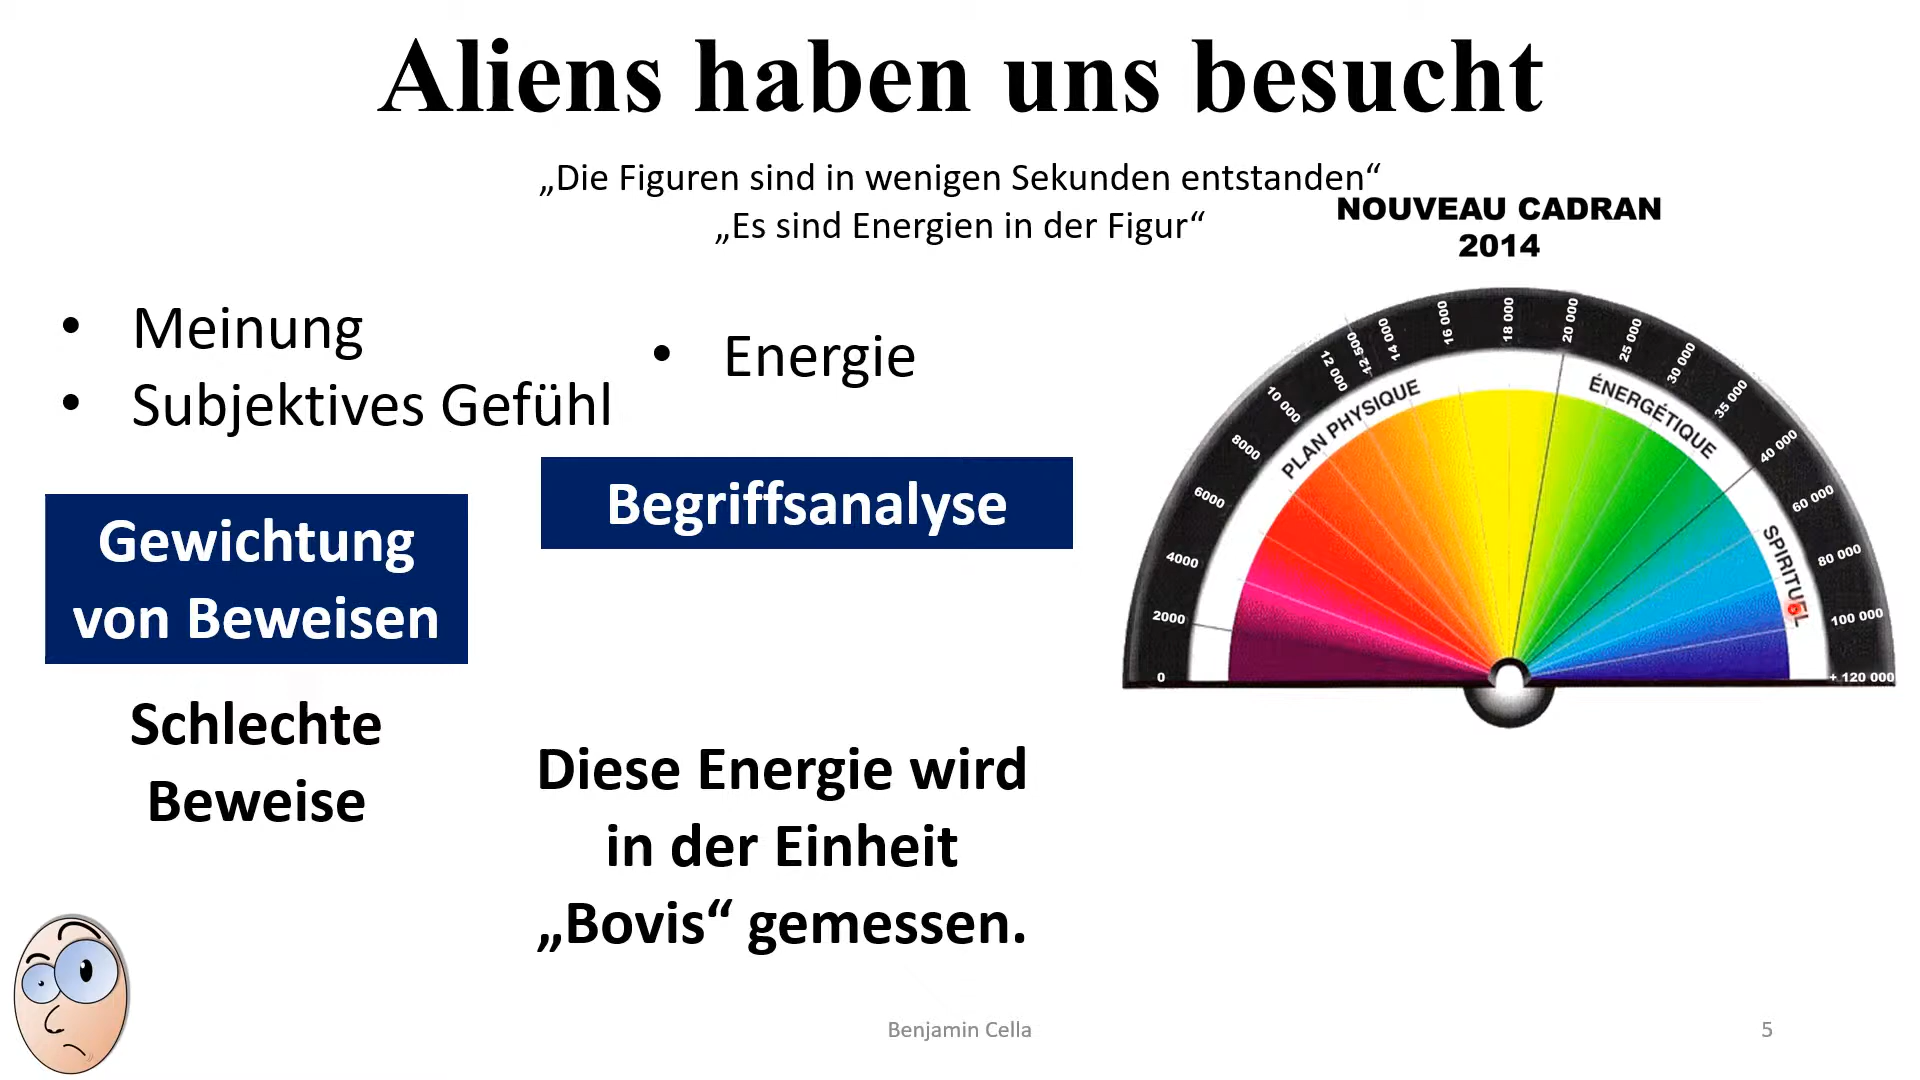 Aliens haben uns besucht
„Die Figuren sind in wenigen Sekunden entstanden“
„Es sind Energien in der Figur“
• Meinung
• Subjektives Gefühl
Gewichtung
von Beweisen
Schlechte
Beweise
• Energie
Begriffsanalyse
Diese Energie wird
in der Einheit
„Bovis“ gemessen.
NOUVEAU CADRAN
2014
0
2000
4000
6000
8000
10 000
12 000
12 500
14 000
16 000
18 000
20 000
25 000
30 000
35 000
40 000
60 000
80 000
100 000
+ 120 000
PLAN PHYSIQUE
ÉNERGÉTIQUE
SPIRITUEL
Benjamin Cella
5